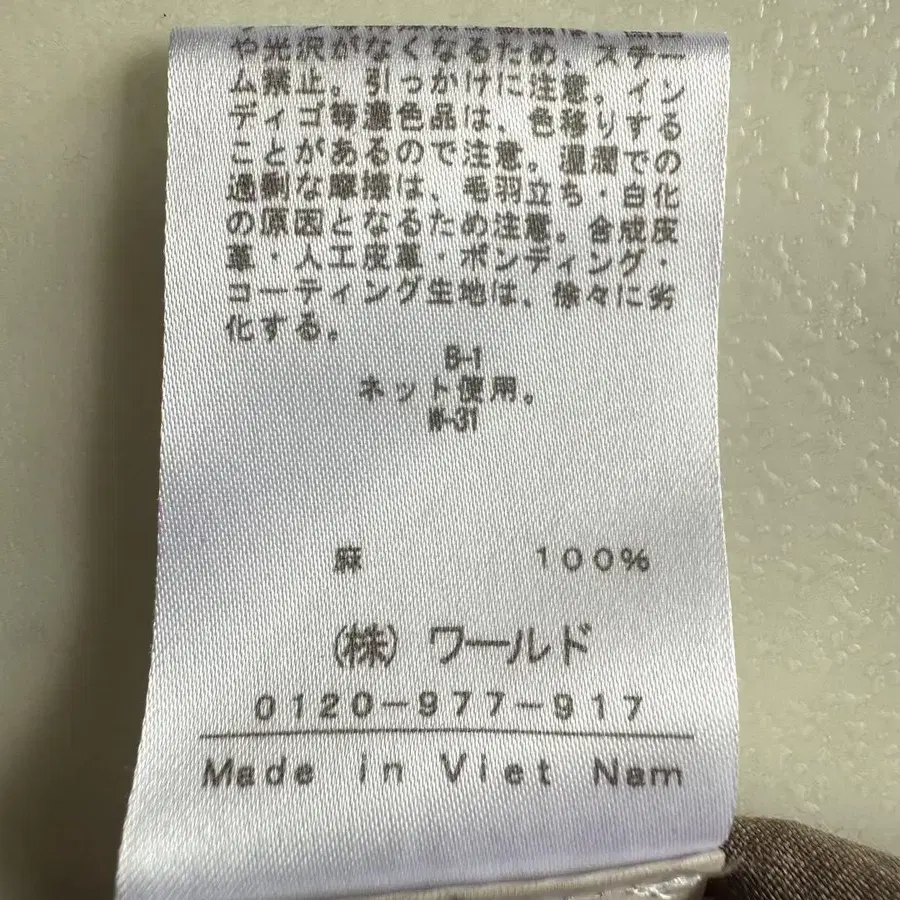 や光沢がなくなるため、スチー
ム禁止。引っかけに注意。イン
ディゴ等濃色品は、色移りする
ことがあるので注意。湿潤での
過剰な摩擦は、毛羽立ち・白化
の原因となるため注意。合成皮
革・人工皮革・ボンディング・
コーティング生地は、徐々に劣
化する。
B-1
ネット使用。
W-31
麻 100%
(株) ワールド
0120-977-917
Made in Viet Nam